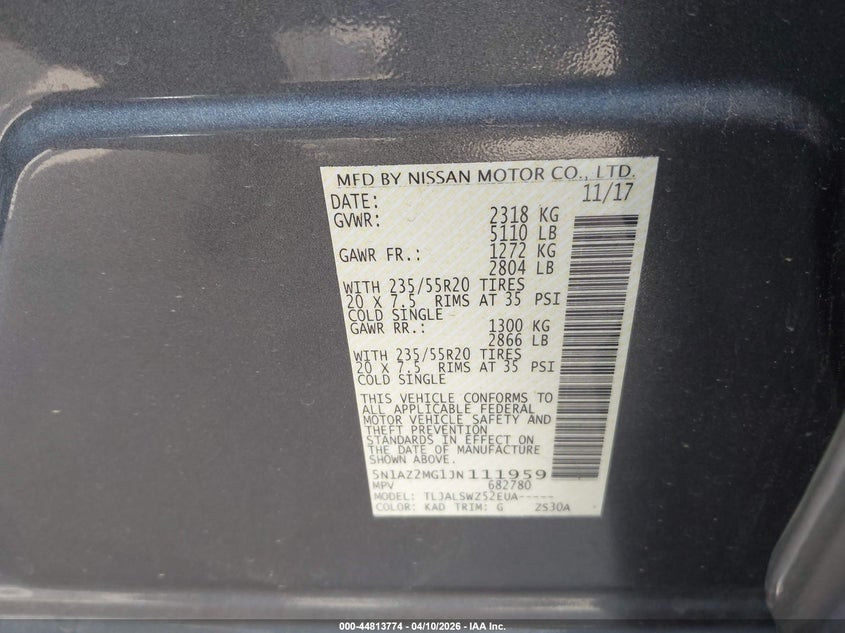 MFD BY NISSAN MOTOR CO., LTD.
DATE: 11/17
GVWR: 2318 KG
5110 LB
GAWR FR.: 1272 KG
2804 LB
WITH 235/55R20 TIRES
20 X 7.5 RIMS AT 35 PSI
COLD SINGLE
GAWR RR.: 1300 KG
2866 LB
WITH 235/55R20 TIRES
20 X 7.5 RIMS AT 35 PSI
COLD SINGLE
THIS VEHICLE CONFORMS TO
ALL APPLICABLE FEDERAL
MOTOR VEHICLE SAFETY AND
THEFT PREVENTION
STANDARDS IN EFFECT ON
THE DATE OF MANUFACTURE
SHOWN ABOVE.
5N1AZ2MG1JN111959
MPV 682780
MODEL: TLJALSWZ52EUA-----
COLOR: KAD TRIM: G ZS30A
000-44813774 - 04/10/2026 - IAA Inc.